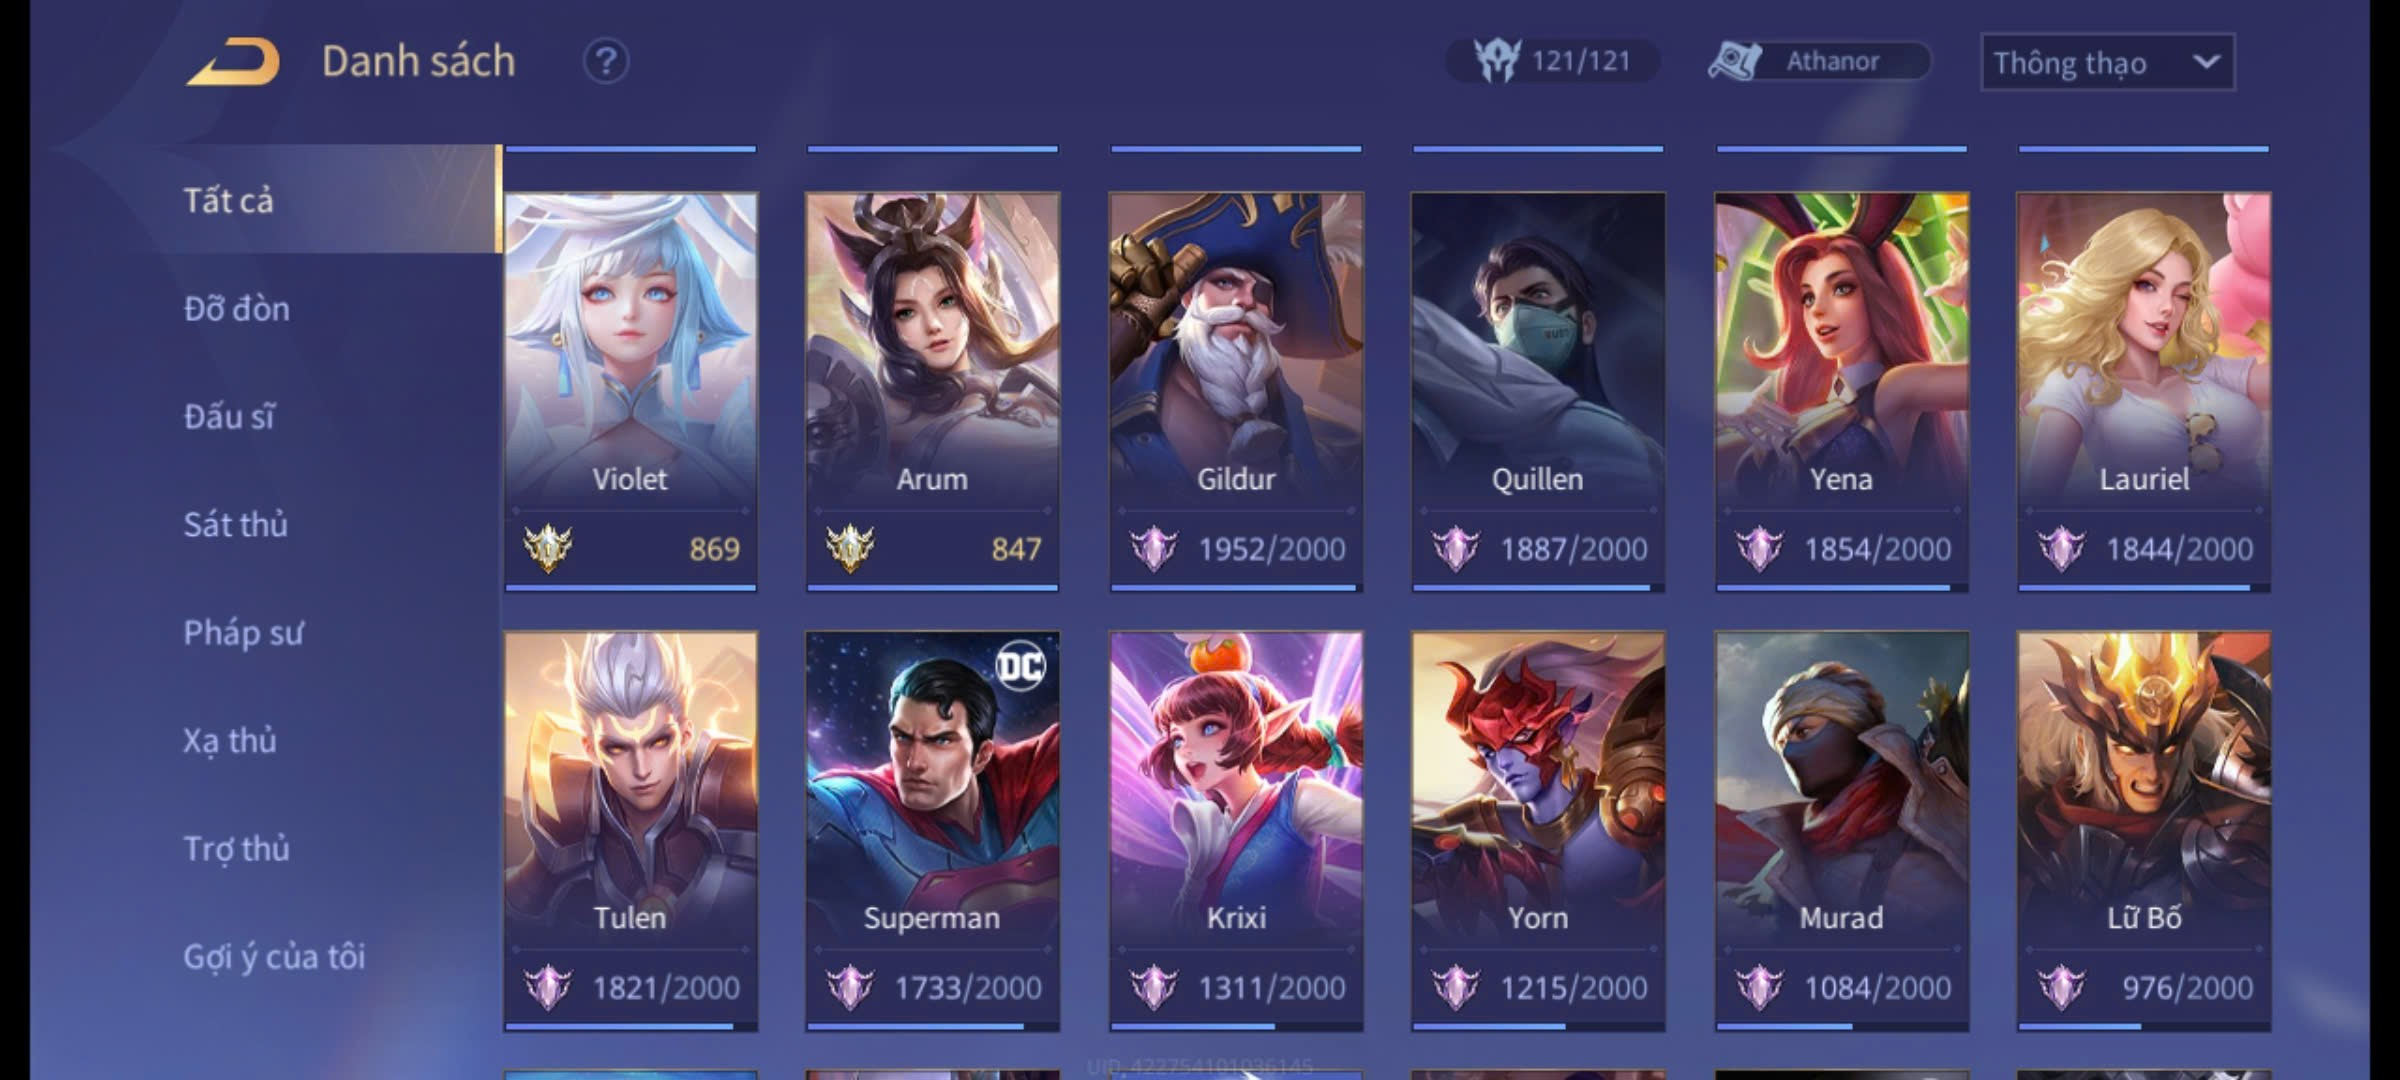 Danh sách
?
121/121
Athanor
Thông thạo
Tất cả
Đỡ đòn
Đấu sĩ
Sát thủ
Pháp sư
Xạ thủ
Trợ thủ
Gợi ý của tôi
Violet
869
Arum
847
Gildur
1952/2000
Quillen
1887/2000
Yena
1854/2000
Lauriel
1844/2000
Tulen
1821/2000
DC
Superman
1733/2000
Krixi
1311/2000
Yorn
1215/2000
Murad
1084/2000
Lữ Bố
976/2000